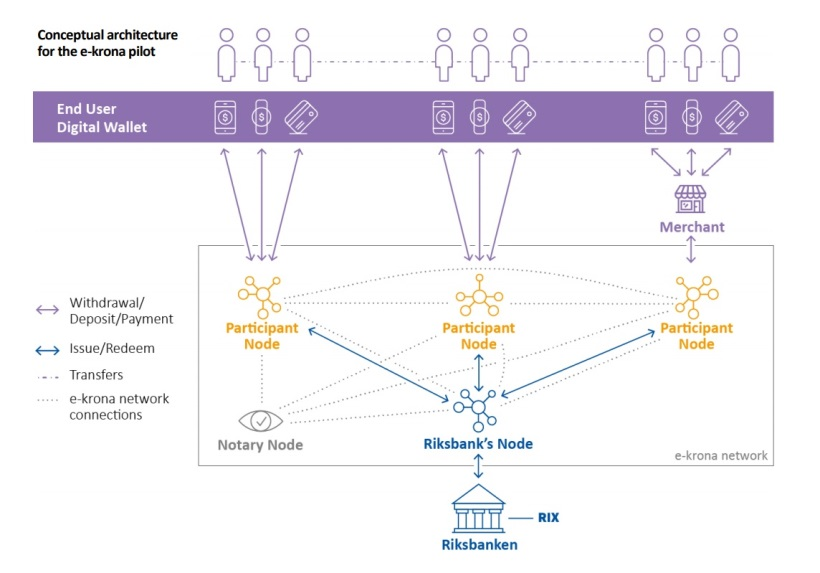 Conceptual architecture
for the e-krona pilot
End User
Digital Wallet
$
$
$
$
$
$
Merchant
Participant
Node
Participant
Node
Participant
Node
Withdrawal/
Deposit/Payment
Issue/Redeem
Transfers
e-krona network
connections
Notary Node
Riksbank's Node
e-krona network
RIX
Riksbanken